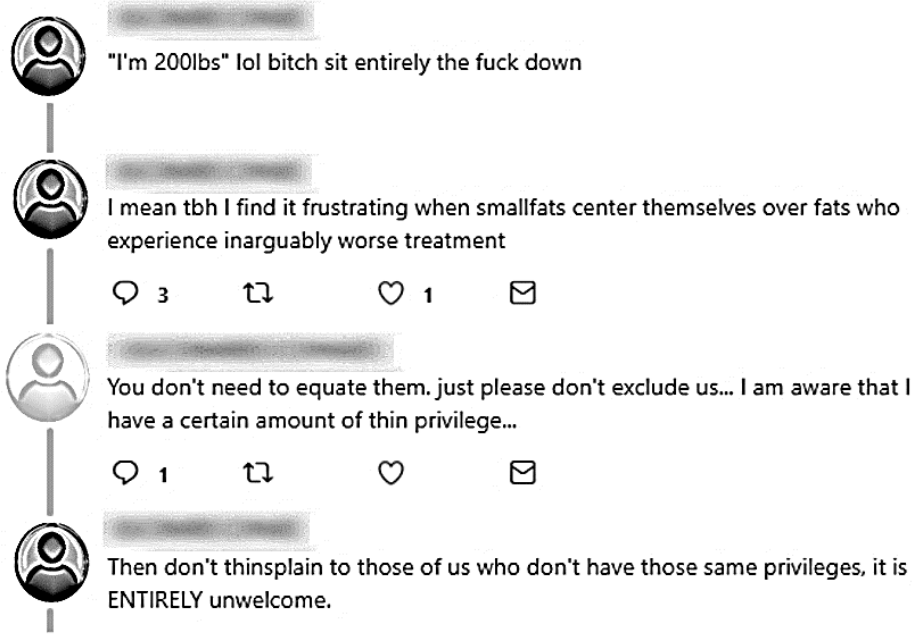 "I'm 200lbs" lol bitch sit entirely the fuck down
I mean tbh I find it frustrating when smallfats center themselves over fats who
experience inarguably worse treatment
3 1
You don't need to equate them. just please don't exclude us... I am aware that I
have a certain amount of thin privilege...
1
Then don't thinsplain to those of us who don't have those same privileges, it is
ENTIRELY unwelcome.